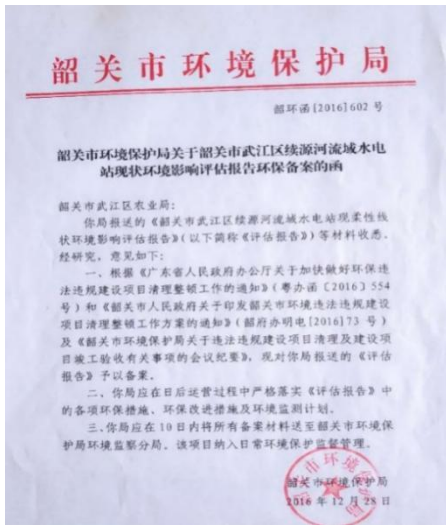 韶关市环境保护局
韶环函[2016]602 号
韶关市环境保护局关于韶关市武江区续源河流域水电
站现状环境影响评估报告环保备案的函
韶关市武江区农业局:
你局报送的《韶关市武江区续源河流域水电站现柔性线
状环境影响评估报告》(以下简称《评估报告》)等材料收悉。
经研究，意见如下:
一、根据《广东省人民政府办公厅关于加快做好环保违
法违规建设项目清理整顿工作的通知》(粤办函〔2016〕554
号)和《韶关市人民政府关于印发韶关市环境违法违规建设
项目清理整顿工作方案的通知》(韶府办明电[2016]73 号)
及《韶关市环境保护局关于违法违规建设项目清理及建设项
目竣工验收有关事项的会议纪要》，现对你局报送的《评估
报告》予以备案。
二、你局应在日后运营过程中严格落实《评估报告》中
的各项环保措施、环保改进措施及环境监测计划。
三、你局应在10日内将所有备案材料送至韶关市环境保
护局环境监察分局。该项目纳入日常环境保护监督管理。
韶关市环境保护局
韶关市环境保护局
2016 年 12 月 28 日